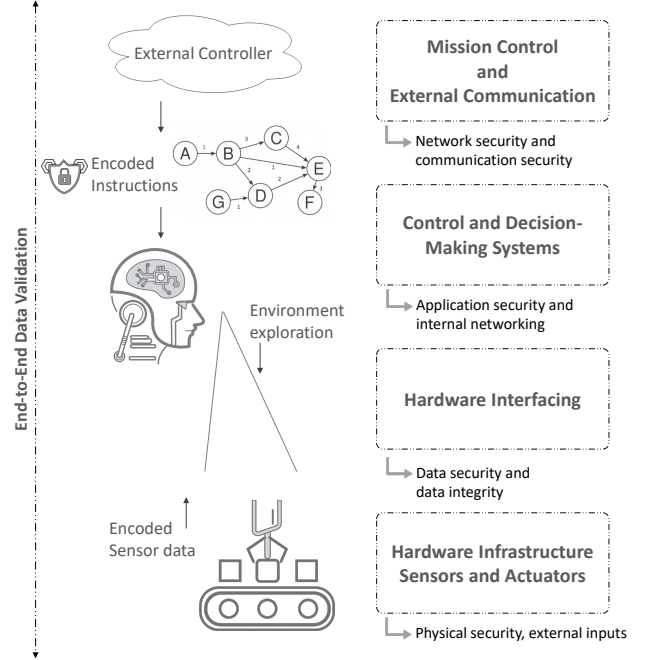 External Controller
Encoded
Instructions
A
1
B
3
C
4
1
E
2
D
2
3
G
1
F
Environment
exploration
Encoded
Sensor data
End-to-End Data Validation
Mission Control
and
External Communication
Network security and
communication security
Control and Decision-
Making Systems
Application security and
internal networking
Hardware Interfacing
Data security and
data integrity
Hardware Infrastructure
Sensors and Actuators
Physical security, external inputs